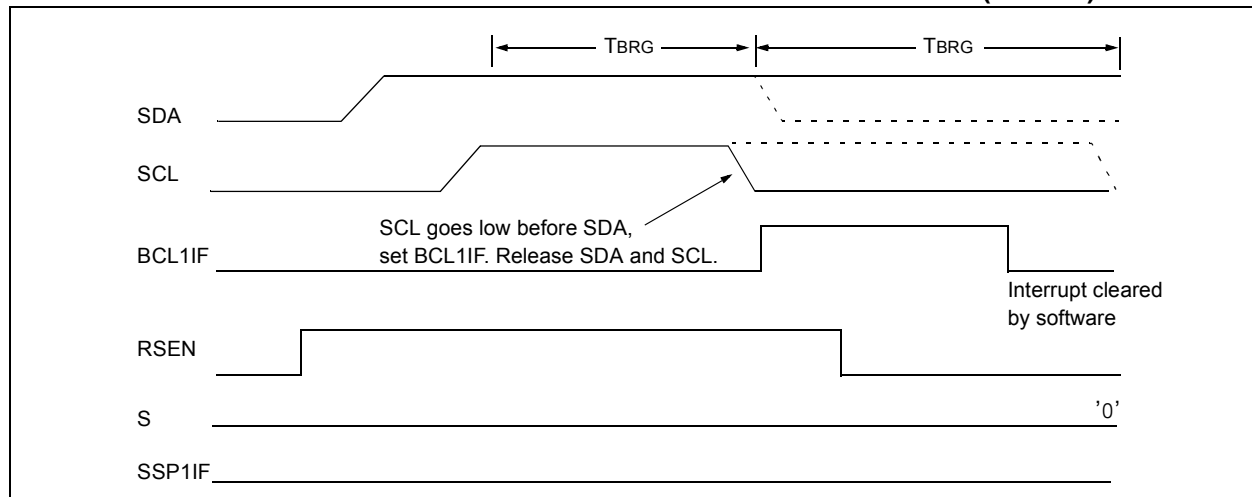 TBRG TBRG
SDA
SCL
SCL goes low before SDA,
set BCL1IF. Release SDA and SCL.
BCL1IF
Interrupt cleared
by software
RSEN
S '0'
SSP1IF